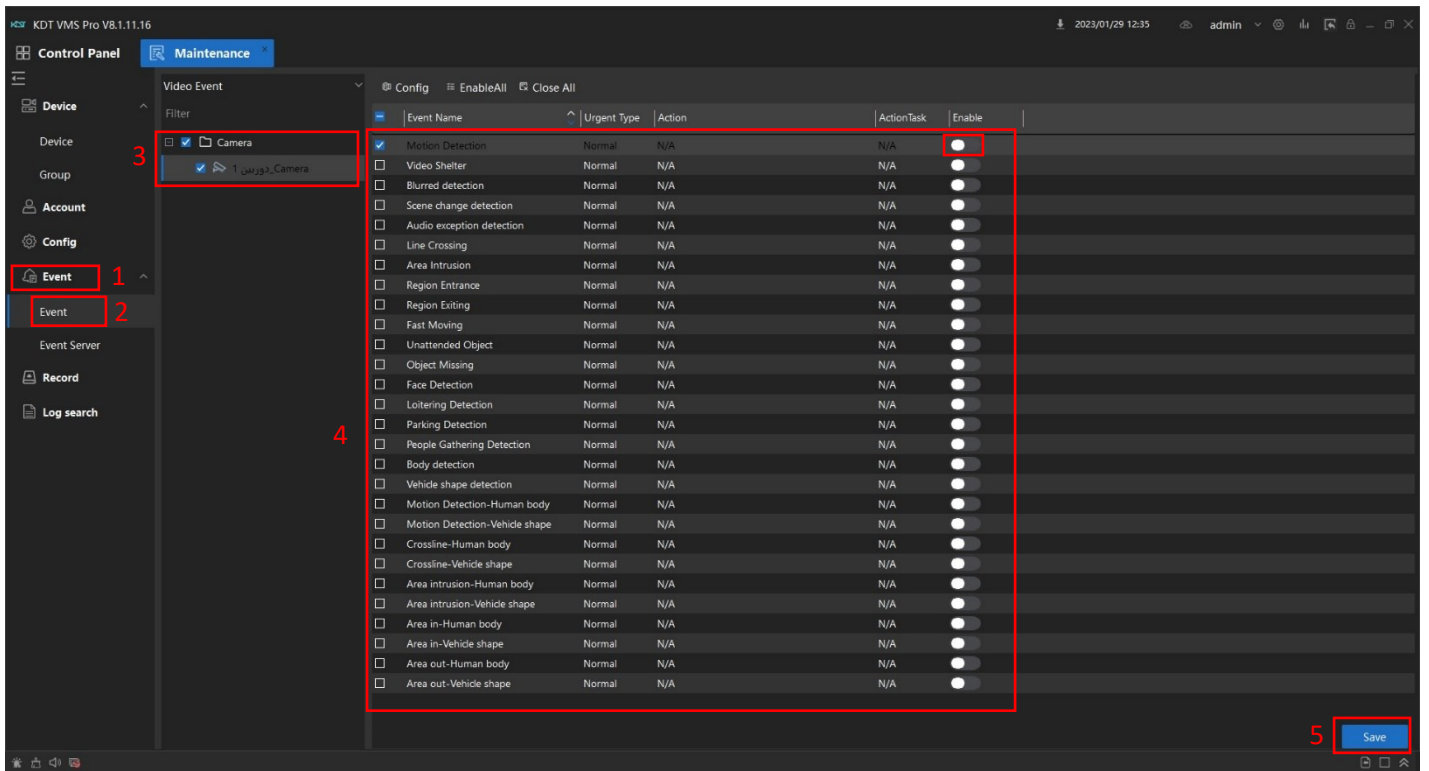 KDT KDT VMS Pro V8.1.11.16 2023/01/29 12:35 admin
Control Panel Maintenance
Device
Device
Group
Account
Config
Event 1
Event 2
Event Server
Record
Log search
Video Event
Filter
3 Camera
دوربین 1_Camera
Config EnableAll Close All
Event Name Urgent Type Action ActionTask Enable
Motion Detection Normal N/A N/A
Video Shelter Normal N/A N/A
Blurred detection Normal N/A N/A
Scene change detection Normal N/A N/A
Audio exception detection Normal N/A N/A
Line Crossing Normal N/A N/A
Area Intrusion Normal N/A N/A
Region Entrance Normal N/A N/A
Region Exiting Normal N/A N/A
Fast Moving Normal N/A N/A
Unattended Object Normal N/A N/A
Object Missing Normal N/A N/A
Face Detection Normal N/A N/A
Loitering Detection Normal N/A N/A
Parking Detection Normal N/A N/A
4
People Gathering Detection Normal N/A N/A
Body detection Normal N/A N/A
Vehicle shape detection Normal N/A N/A
Motion Detection-Human body Normal N/A N/A
Motion Detection-Vehicle shape Normal N/A N/A
Crossline-Human body Normal N/A N/A
Crossline-Vehicle shape Normal N/A N/A
Area intrusion-Human body Normal N/A N/A
Area intrusion-Vehicle shape Normal N/A N/A
Area in-Human body Normal N/A N/A
Area in-Vehicle shape Normal N/A N/A
Area out-Human body Normal N/A N/A
Area out-Vehicle shape Normal N/A N/A
5 Save